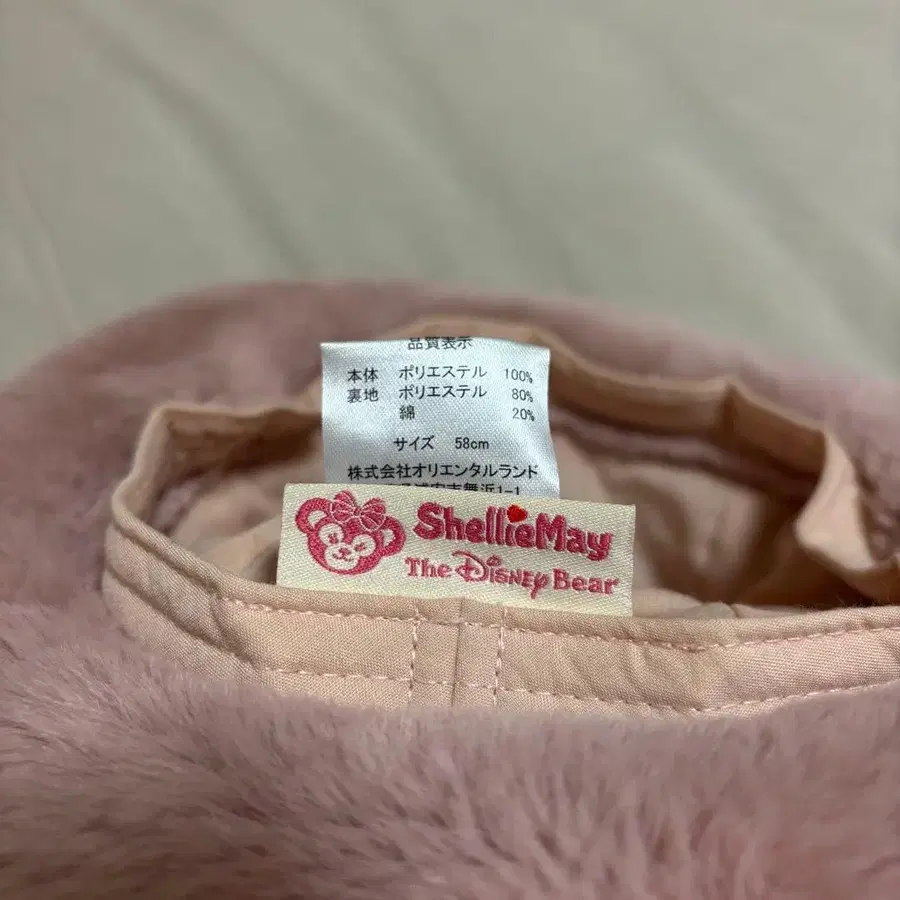 品質表示
本体 ポリエステル 100%
裏地 ポリエステル 80%
綿 20%
サイズ 58cm
株式会社オリエンタルランド
1-1
ShellieMay
The Disney Bear